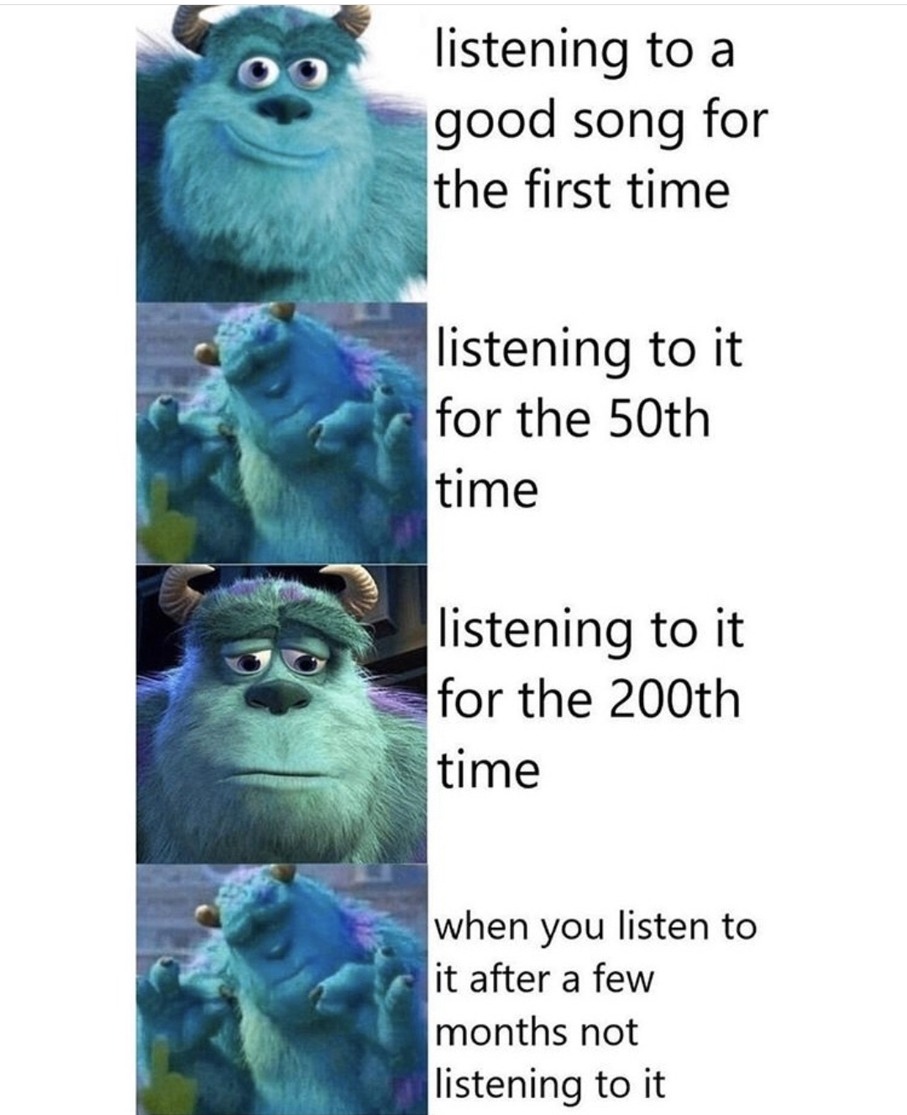 listening to a
good song for
the first time
listening to it
for the 50th
time
listening to it
for the 200th
time
when you listen to
it after a few
months not
listening to it